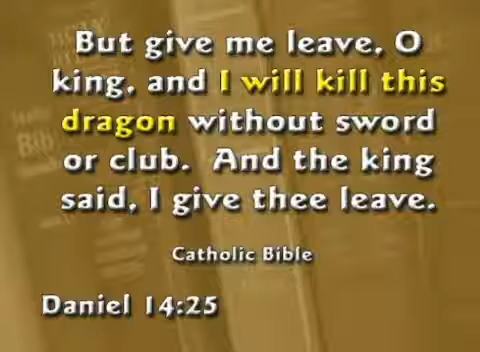 But give me leave, O
king, and I will kill this
dragon without sword
or club. And the king
said, I give thee leave.
Catholic Bible
Daniel 14:25